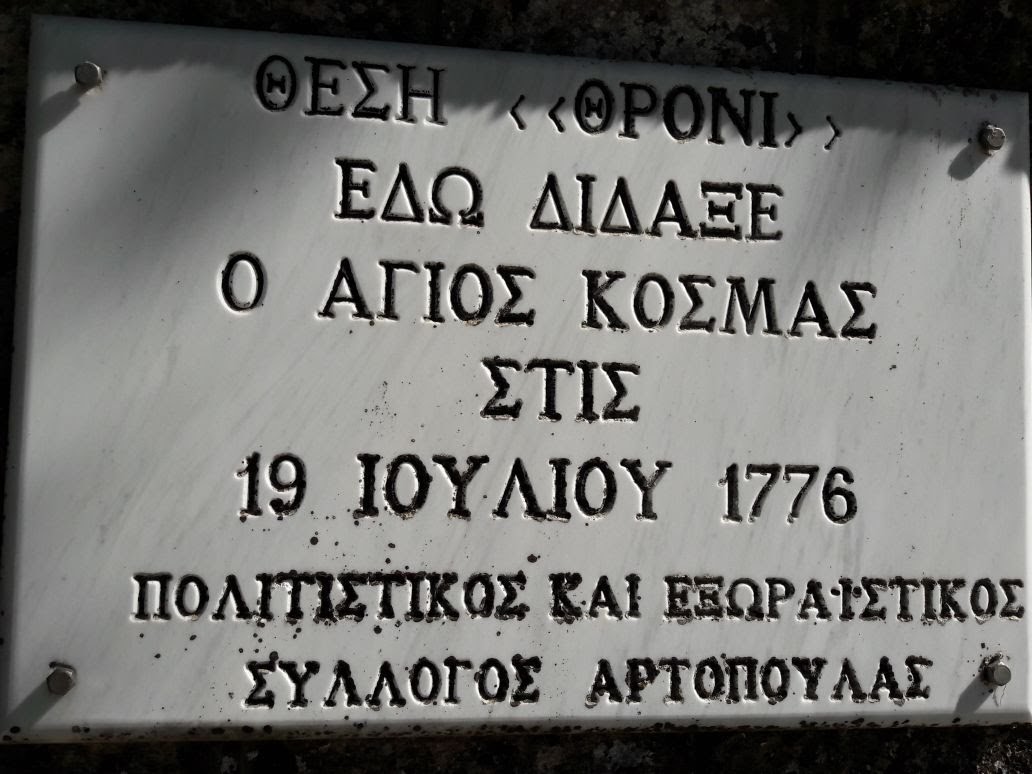 ΘΕΣΗ <<ΘΡΟΝΙ>>
ΕΔΩ ΔΙΔΑΞΕ
Ο ΑΓΙΟΣ ΚΟΣΜΑΣ
ΣΤΙΣ
19 ΙΟΥΛΙΟΥ 1776
ΠΟΛΙΤΙΣΤΙΚΟΣ ΚΑΙ ΕΞΩΡΑΪΣΤΙΚΟΣ
ΣΥΛΛΟΓΟΣ ΑΡΤΟΠΟΥΛΑΣ